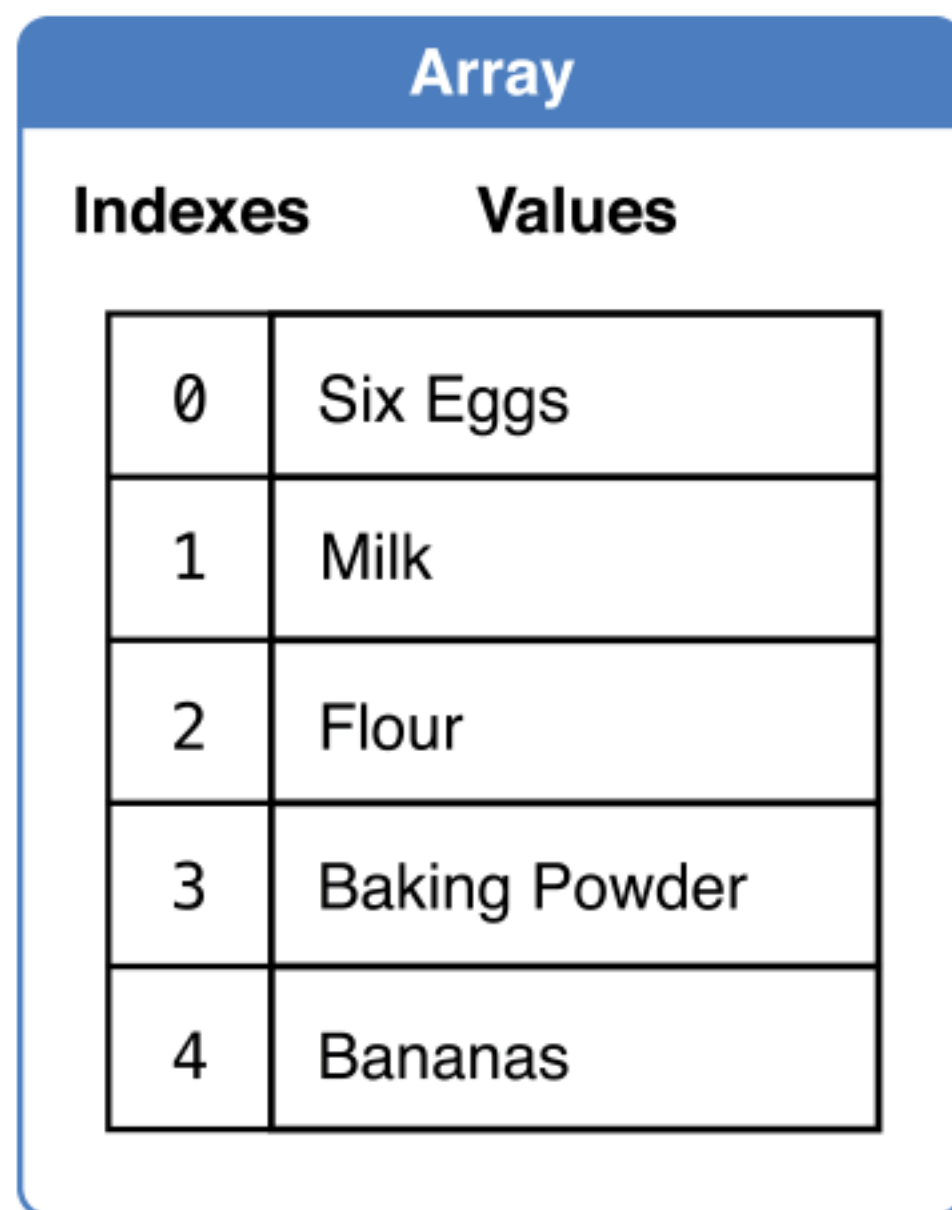 Array
Indexes Values
0 Six Eggs
1 Milk
2 Flour
3 Baking Powder
4 Bananas